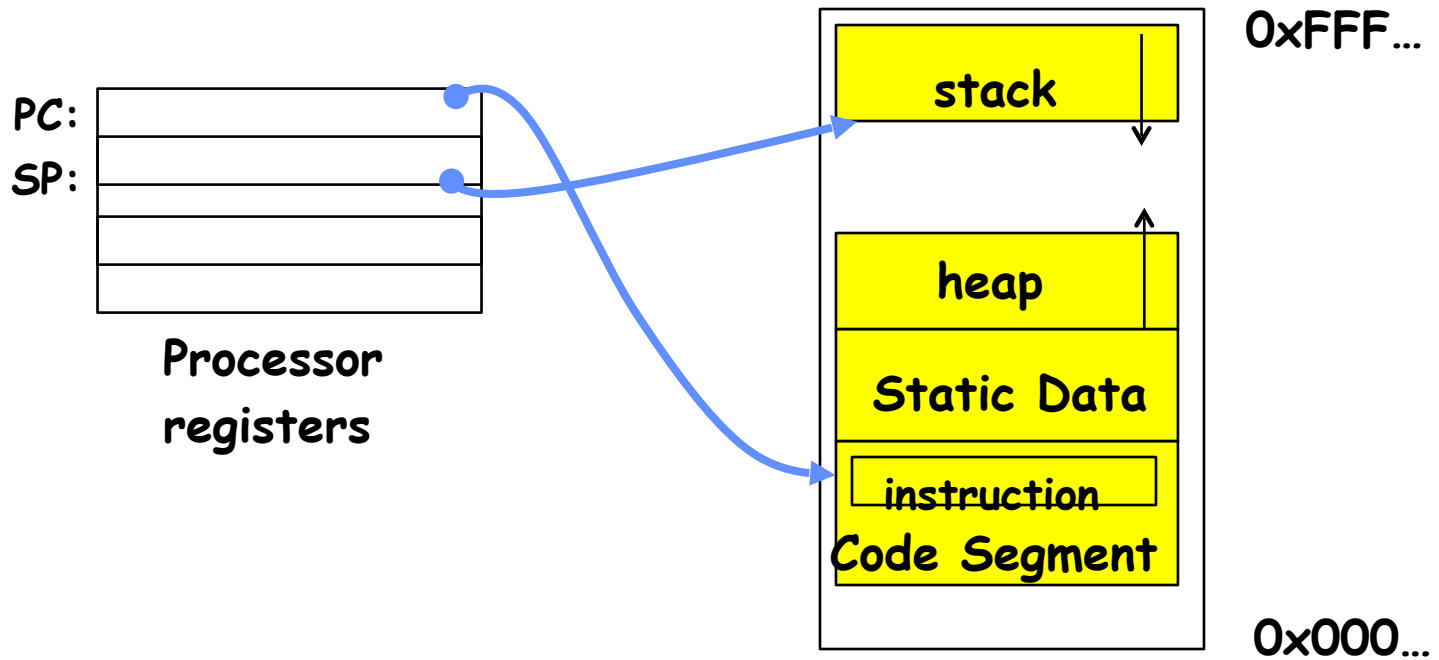 PC:
SP:
Processor
registers
0xFFF...
stack
heap
Static Data
instruction
Code Segment
0x000...